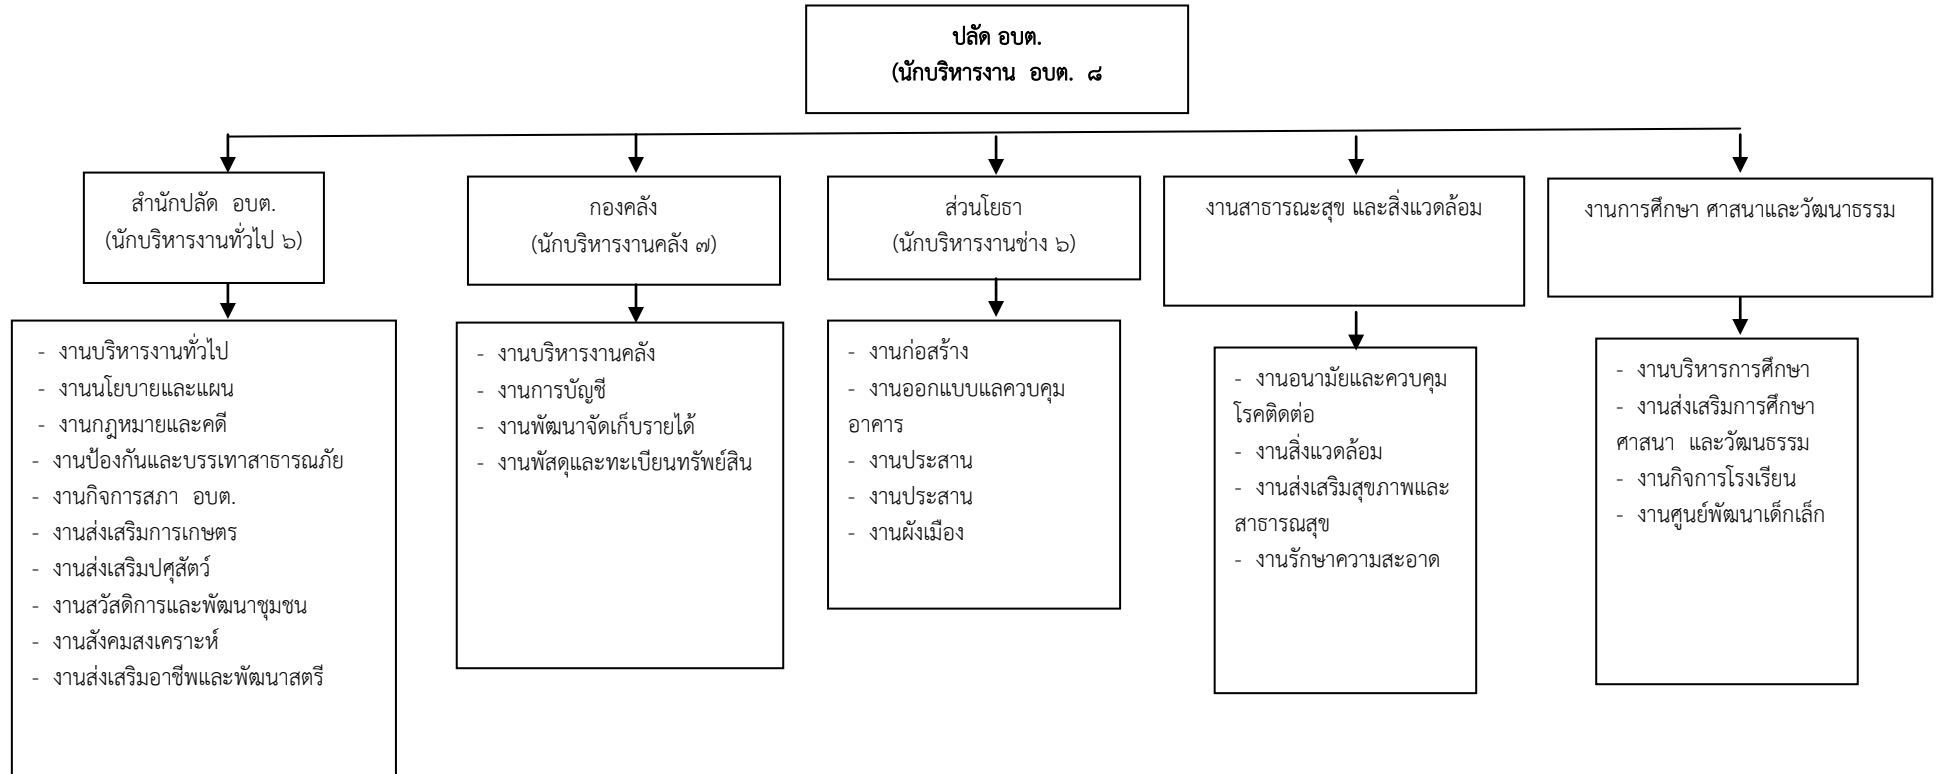 ปลัด อบต.
(นักบริหารงาน อบต. ๘
สำนักปลัด อบต.
(นักบริหารงานทั่วไป ๖)
กองคลัง
(นักบริหารงานคลัง ๗)
ส่วนโยธา
(นักบริหารงานช่าง ๖)
งานสาธารณะสุข และสิ่งแวดล้อม
งานการศึกษา ศาสนาและวัฒนาธรรม
- งานบริหารงานทั่วไป
- งานนโยบายและแผน
- งานกฎหมายและคดี
- งานป้องกันและบรรเทาสาธารณภัย
- งานกิจการสภา อบต.
- งานส่งเสริมการเกษตร
- งานส่งเสริมปศุสัตว์
- งานสวัสดิการและพัฒนาชุมชน
- งานสังคมสงเคราะห์
- งานส่งเสริมอาชีพและพัฒนาสตรี
- งานบริหารงานคลัง
- งานการบัญชี
- งานพัฒนาจัดเก็บรายได้
- งานพัสดุและทะเบียนทรัพย์สิน
- งานก่อสร้าง
- งานออกแบบแลควบคุม
อาคาร
- งานประสาน
- งานประสาน
- งานผังเมือง
- งานอนามัยและควบคุม
โรคติดต่อ
- งานสิ่งแวดล้อม
- งานส่งเสริมสุขภาพและ
สาธารณสุข
- งานรักษาความสะอาด
- งานบริหารการศึกษา
- งานส่งเสริมการศึกษา
ศาสนา และวัฒนธรรม
- งานกิจการโรงเรียน
- งานศูนย์พัฒนาเด็กเล็ก